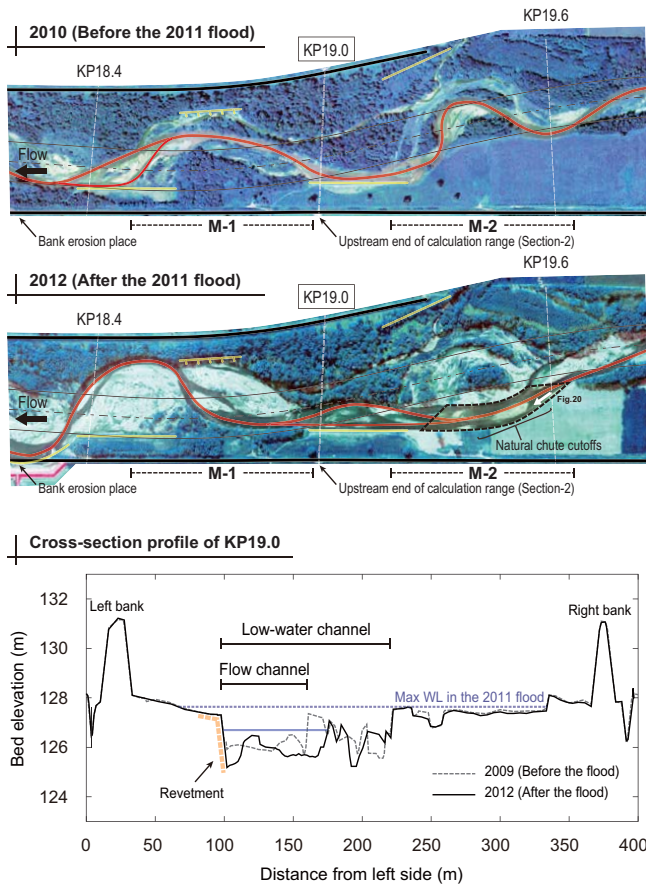 2010 (Before the 2011 flood)
KP19.6
KP19.0
KP18.4
Flow
M-1
M-2
Bank erosion place
Upstream end of calculation range (Section-2)
2012 (After the 2011 flood)
KP19.6
KP19.0
KP18.4
Flow
Fig.20
Natural chute cutoffs
M-1
M-2
Bank erosion place
Upstream end of calculation range (Section-2)
Cross-section profile of KP19.0
Bed elevation (m)
132
130
128
126
124
Left bank
Right bank
Low-water channel
Flow channel
Max WL in the 2011 flood
Revetment
2009 (Before the flood)
2012 (After the flood)
0 50 100 150 200 250 300 350 400
Distance from left side (m)